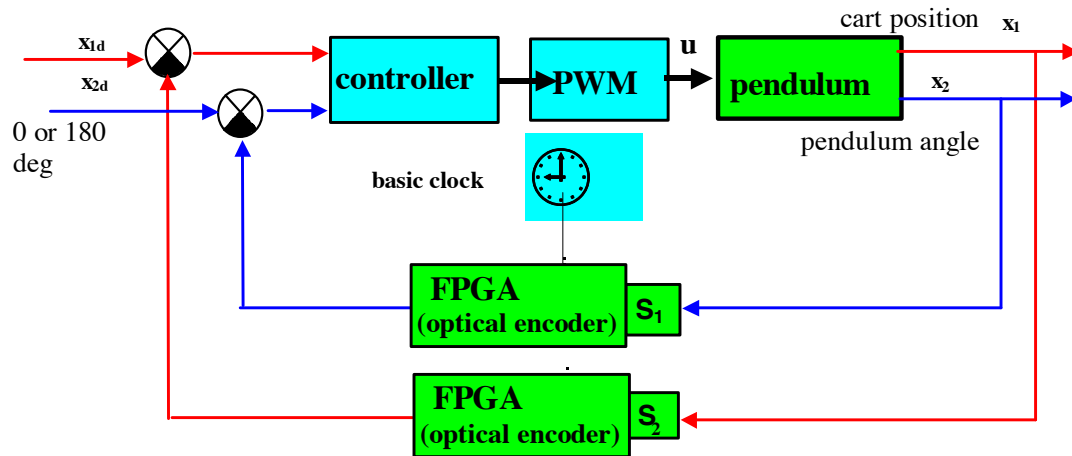 cart position x₁
x₁d
x₂d
0 or 180
deg
controller
PWM
u
pendulum
x₂
pendulum angle
basic clock
FPGA
(optical encoder)
S₁
FPGA
(optical encoder)
S₂